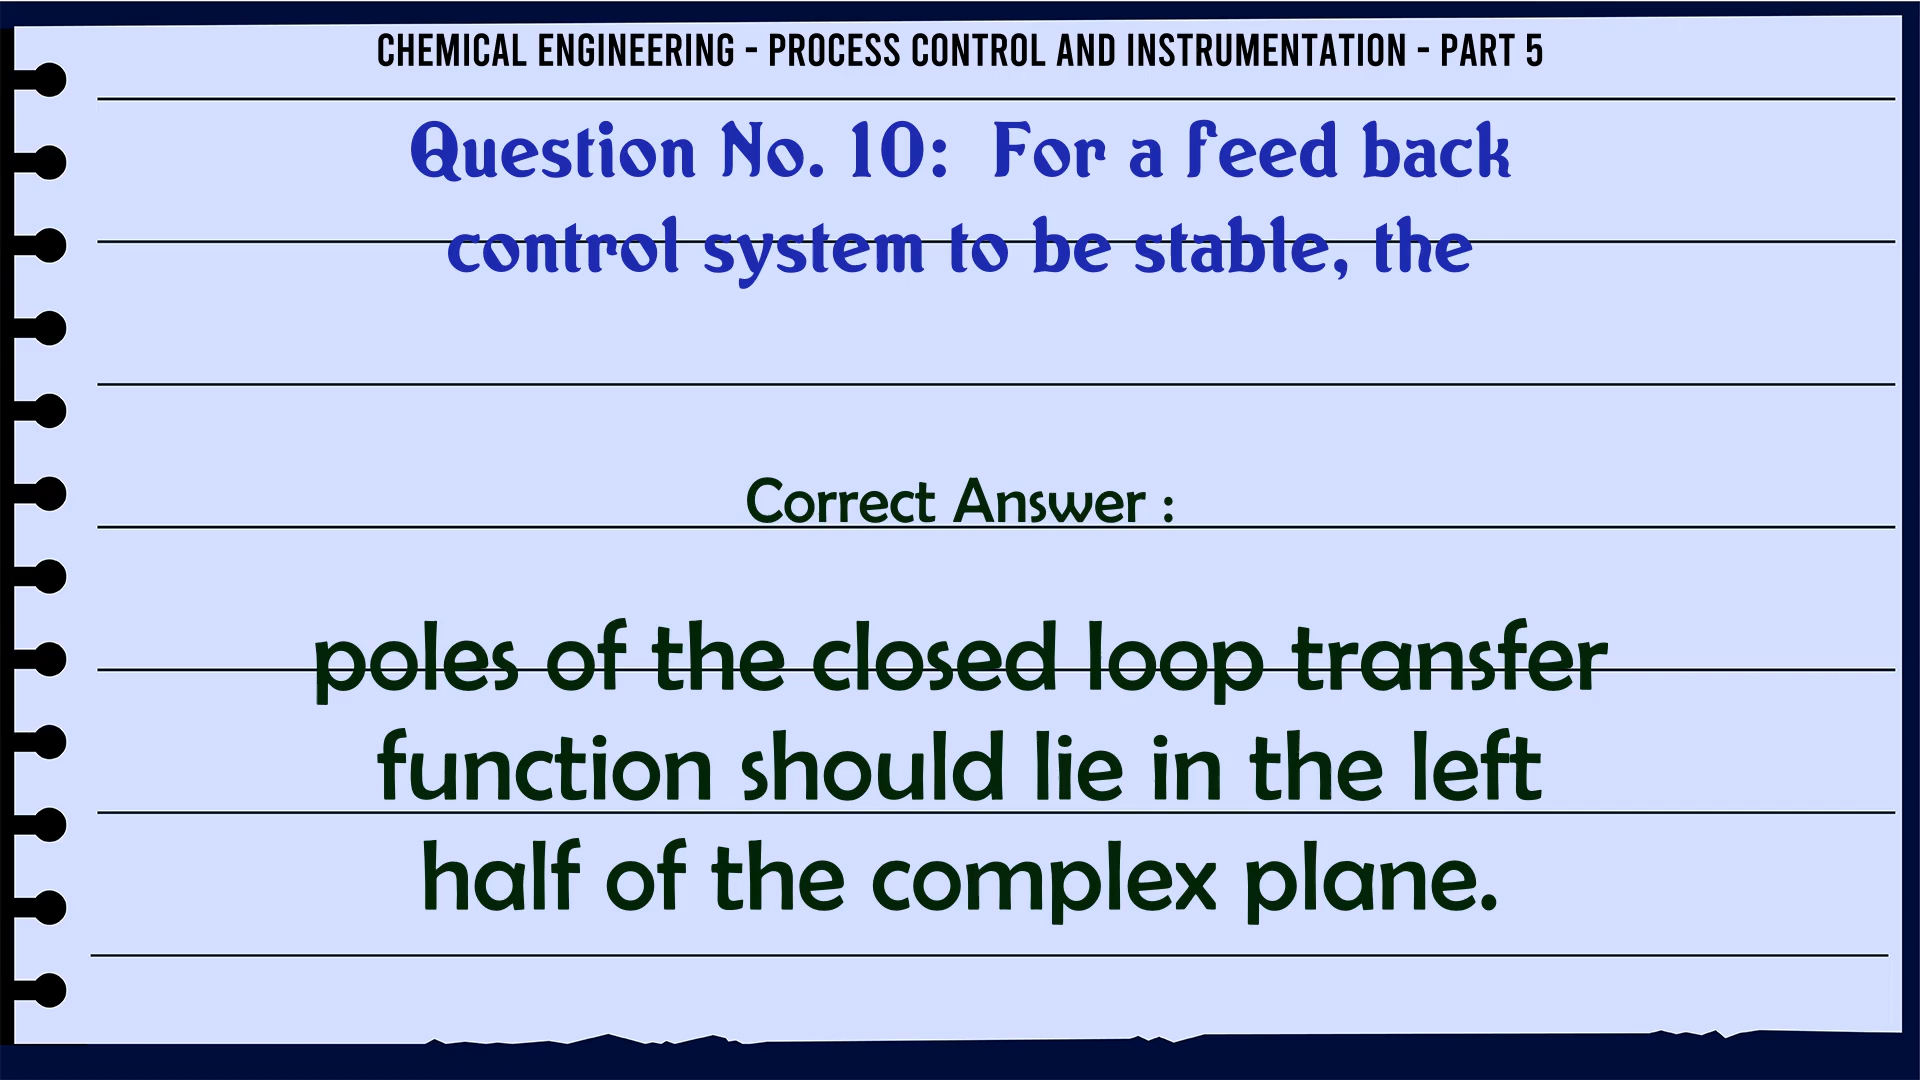 CHEMICAL ENGINEERING - PROCESS CONTROL AND INSTRUMENTATION - PART 5
Question No. 10: For a feed back
control system to be stable, the
Correct Answer :
poles of the closed loop transfer
function should lie in the left
half of the complex plane.